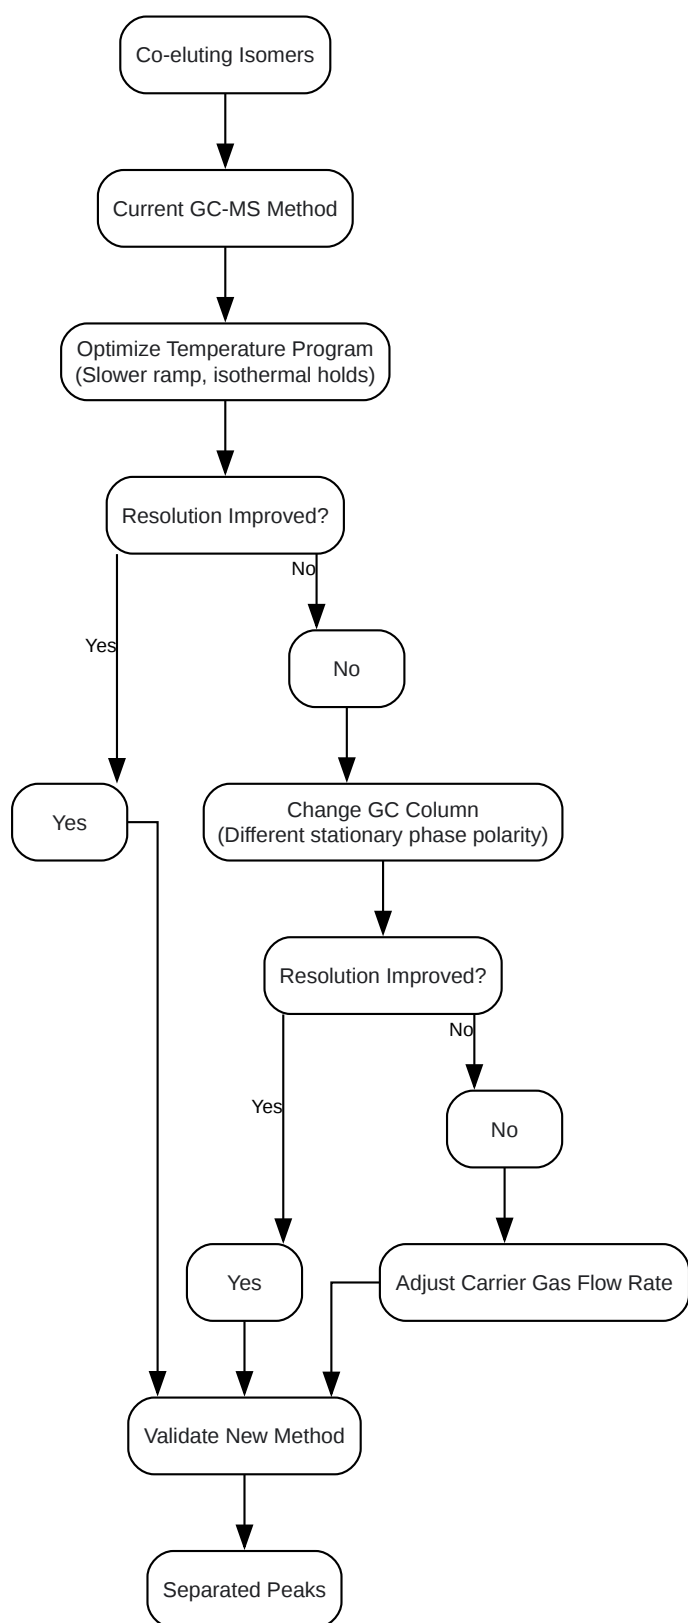 Co-eluting Isomers
Current GC-MS Method
Optimize Temperature Program
(Slower ramp, isothermal holds)
Resolution Improved?
No
Yes
No
Yes
Change GC Column
(Different stationary phase polarity)
Resolution Improved?
No
Yes
No
Yes
Adjust Carrier Gas Flow Rate
Validate New Method
Separated Peaks